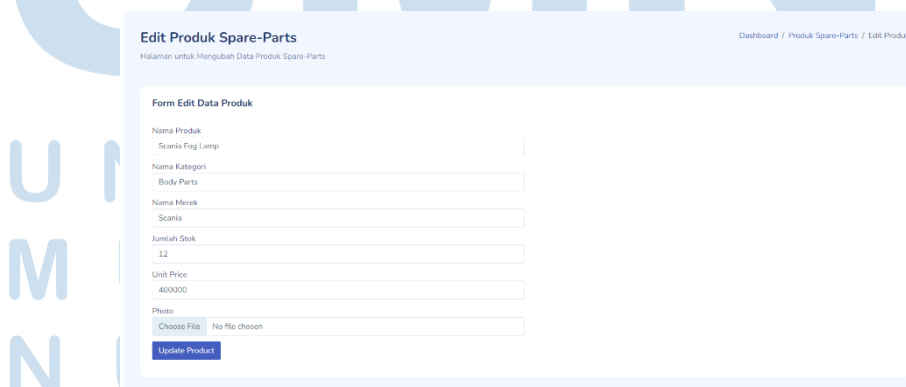 Edit Produk Spare-Parts
Dashboard / Produk Spare-Parts / Edit Produ
Halaman untuk Mengubah Data Produk Spare-Parts
Form Edit Data Produk
Nama Produk
Scania Fog Lamp
Nama Kategori
Body Parts
Nama Merek
Scania
Jumlah Stok
12
Unit Price
400000
Photo
Choose File No file chosen
Update Product
U N
M
N